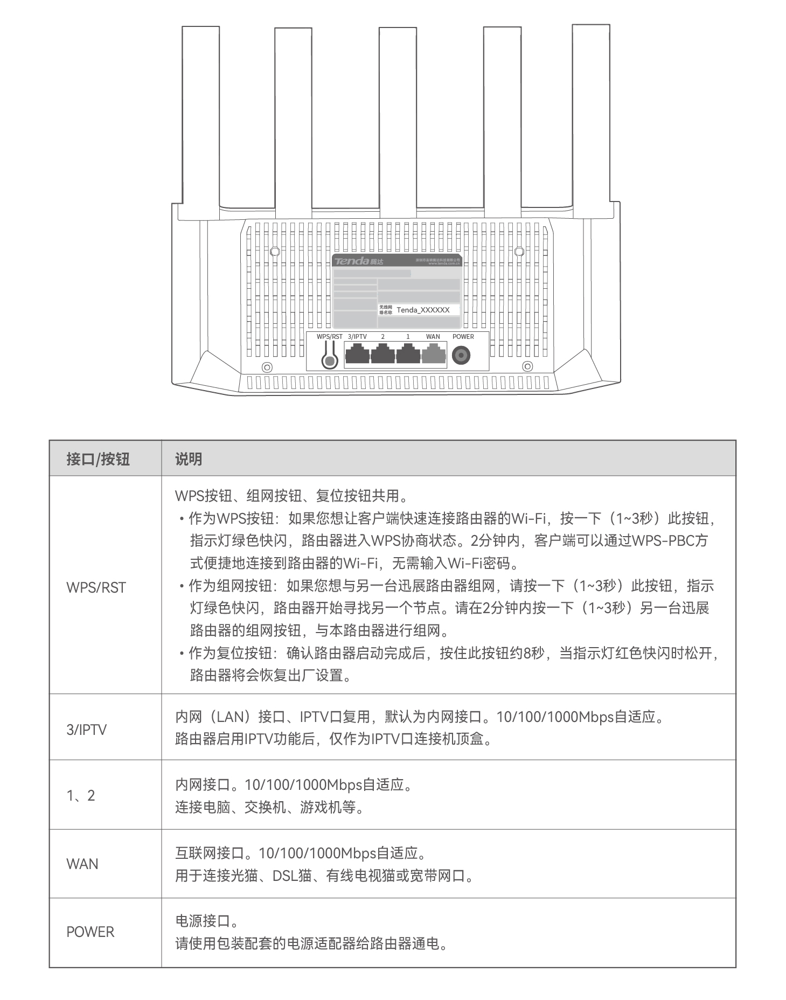 Tenda 腾达
深圳市吉祥腾达科技有限公司
www.tenda.com.cn
无线网
络名称 Tenda_XXXXXX
WPS/RST 3/IPTV 2 1 WAN POWER
接口/按钮 说明
WPS/RST
WPS按钮、组网按钮、复位按钮共用。
• 作为WPS按钮：如果您想让客户端快速连接路由器的Wi-Fi，按一下（1~3秒）此按钮，
指示灯绿色快闪，路由器进入WPS协商状态。2分钟内，客户端可以通过WPS-PBC方
式便捷地连接到路由器的Wi-Fi，无需输入Wi-Fi密码。
• 作为组网按钮：如果您想与另一台迅展路由器组网，请按一下（1~3秒）此按钮，指示
灯绿色快闪，路由器开始寻找另一个节点。请在2分钟内按一下（1~3秒）另一台迅展
路由器的组网按钮，与本路由器进行组网。
• 作为复位按钮：确认路由器启动完成后，按住此按钮约8秒，当指示灯红色快闪时松开，
路由器将会恢复出厂设置。
3/IPTV
内网（LAN）接口、IPTV口复用，默认为内网接口。10/100/1000Mbps自适应。
路由器启用IPTV功能后，仅作为IPTV口连接机顶盒。
1、2
内网接口。10/100/1000Mbps自适应。
连接电脑、交换机、游戏机等。
WAN
互联网接口。10/100/1000Mbps自适应。
用于连接光猫、DSL猫、有线电视猫或宽带网口。
POWER
电源接口。
请使用包装配套的电源适配器给路由器通电。